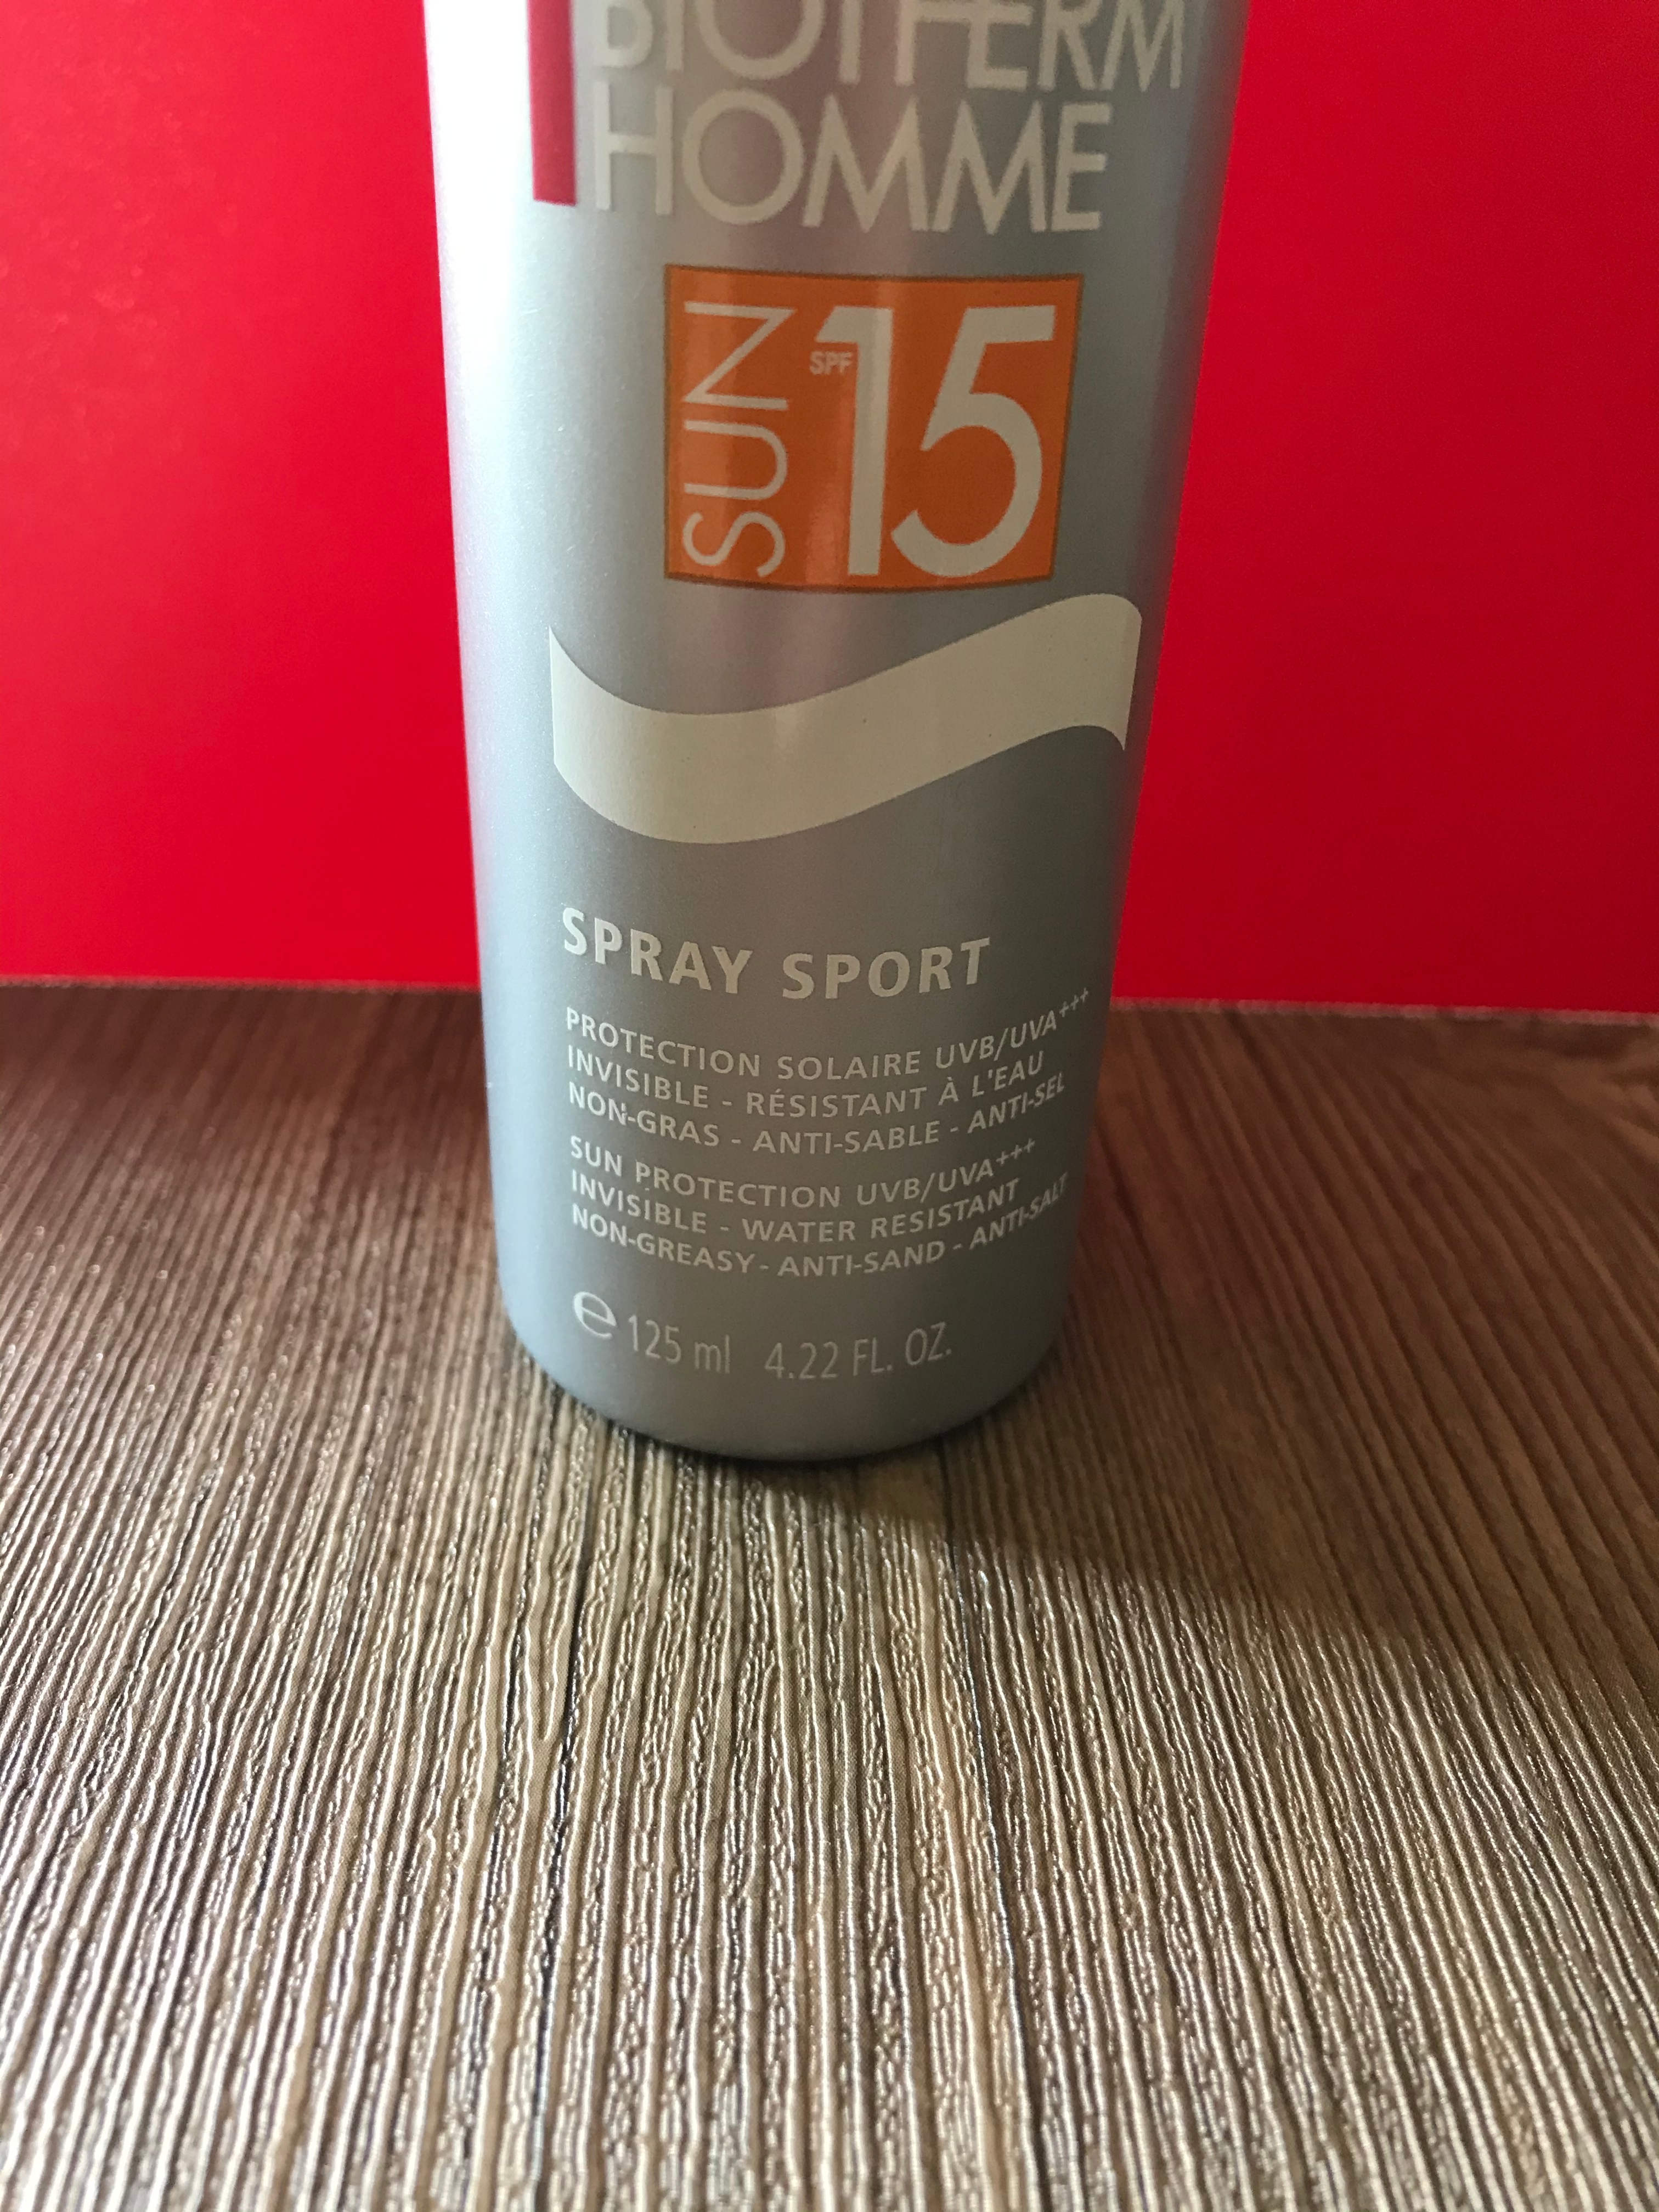 BIOTHERM
HOMME
SUN SPF 15
SPRAY SPORT
PROTECTION SOLAIRE UVB/UVA+++
INVISIBLE - RÉSISTANT À L'EAU
NON-GRAS - ANTI-SABLE - ANTI-SEL
SUN PROTECTION UVB/UVA+++
INVISIBLE - WATER RESISTANT
NON-GREASY - ANTI-SAND - ANTI-SALT
e 125 ml 4.22 FL. OZ.